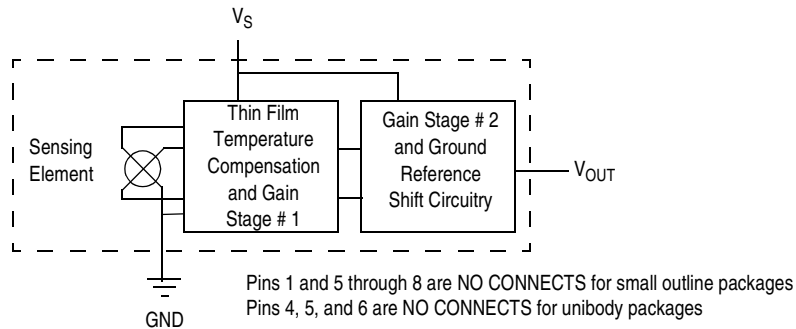 V_S
Sensing
Element
Thin Film
Temperature
Compensation
and Gain
Stage # 1
Gain Stage # 2
and Ground
Reference
Shift Circuitry
V_OUT
GND
Pins 1 and 5 through 8 are NO CONNECTS for small outline packages
Pins 4, 5, and 6 are NO CONNECTS for unibody packages